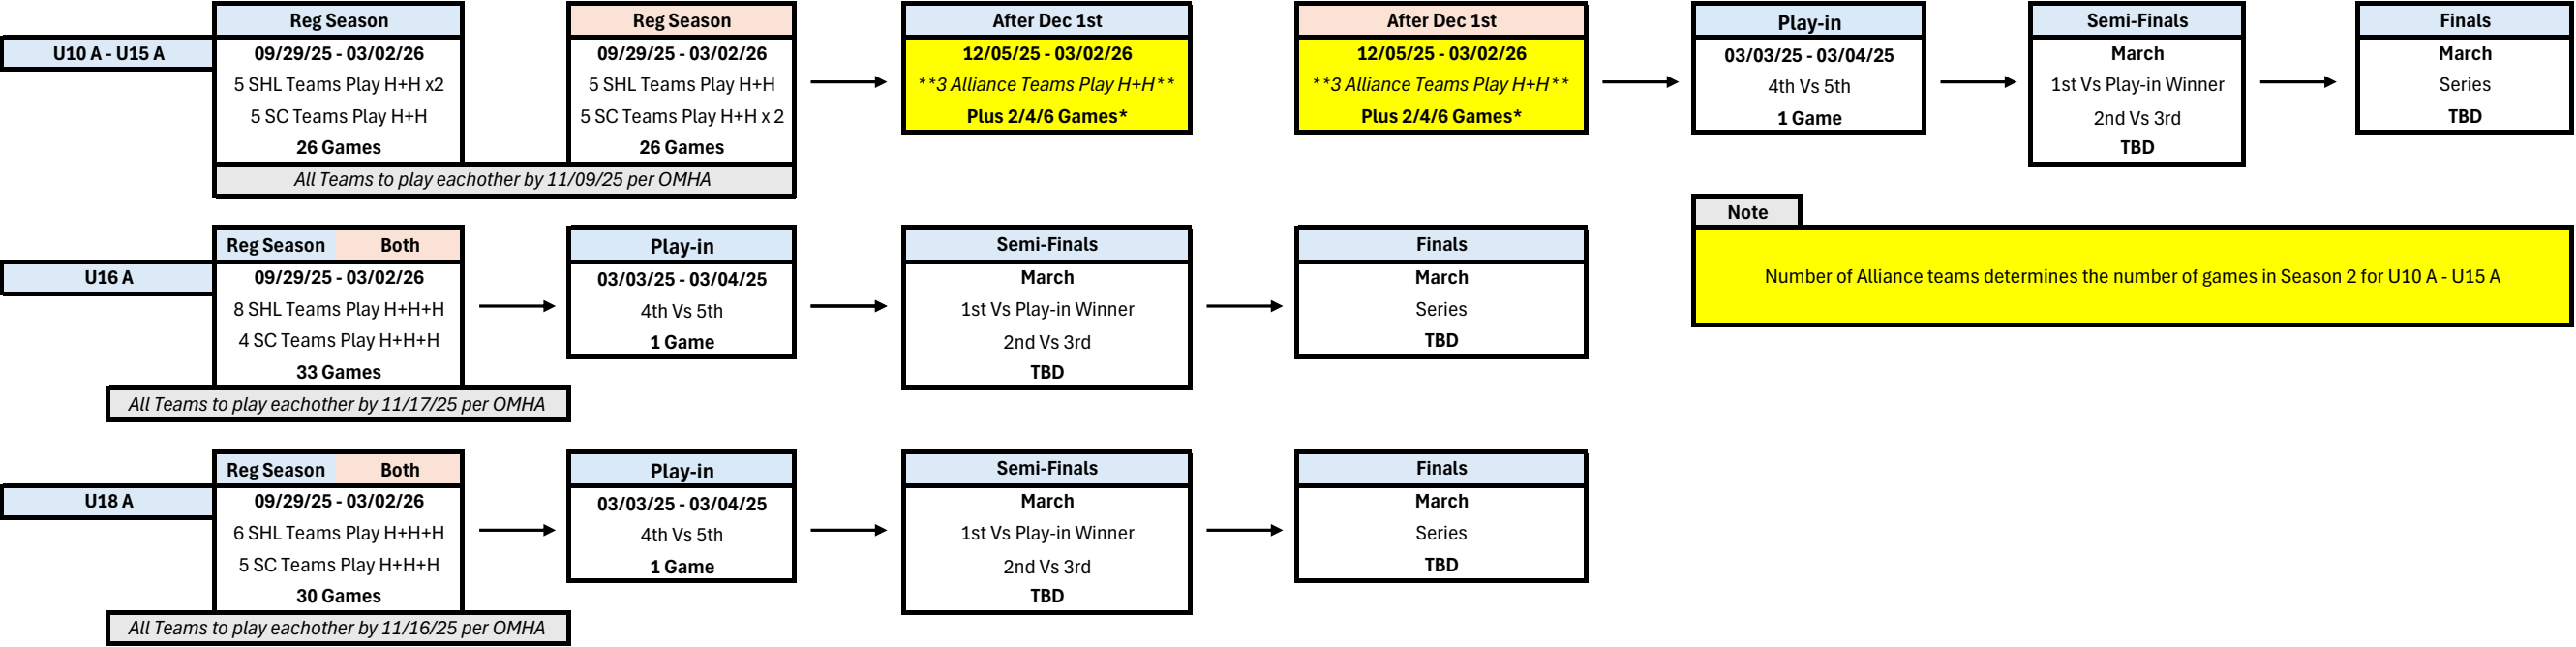 U10 A - U15 A
Reg Season
09/29/25 - 03/02/26
5 SHL Teams Play H+H x2
5 SC Teams Play H+H
26 Games
Reg Season
09/29/25 - 03/02/26
5 SHL Teams Play H+H
5 SC Teams Play H+H x 2
26 Games
All Teams to play eachother by 11/09/25 per OMHA
After Dec 1st
12/05/25 - 03/02/26
**3 Alliance Teams Play H+H**
Plus 2/4/6 Games*
After Dec 1st
12/05/25 - 03/02/26
**3 Alliance Teams Play H+H**
Plus 2/4/6 Games*
Play-in
03/03/25 - 03/04/25
4th Vs 5th
1 Game
Semi-Finals
March
1st Vs Play-in Winner
2nd Vs 3rd
TBD
Finals
March
Series
TBD
Note
Number of Alliance teams determines the number of games in Season 2 for U10 A - U15 A
U16 A
Reg Season Both
09/29/25 - 03/02/26
8 SHL Teams Play H+H+H
4 SC Teams Play H+H+H
33 Games
All Teams to play eachother by 11/17/25 per OMHA
Play-in
03/03/25 - 03/04/25
4th Vs 5th
1 Game
Semi-Finals
March
1st Vs Play-in Winner
2nd Vs 3rd
TBD
Finals
March
Series
TBD
U18 A
Reg Season Both
09/29/25 - 03/02/26
6 SHL Teams Play H+H+H
5 SC Teams Play H+H+H
30 Games
All Teams to play eachother by 11/16/25 per OMHA
Play-in
03/03/25 - 03/04/25
4th Vs 5th
1 Game
Semi-Finals
March
1st Vs Play-in Winner
2nd Vs 3rd
TBD
Finals
March
Series
TBD